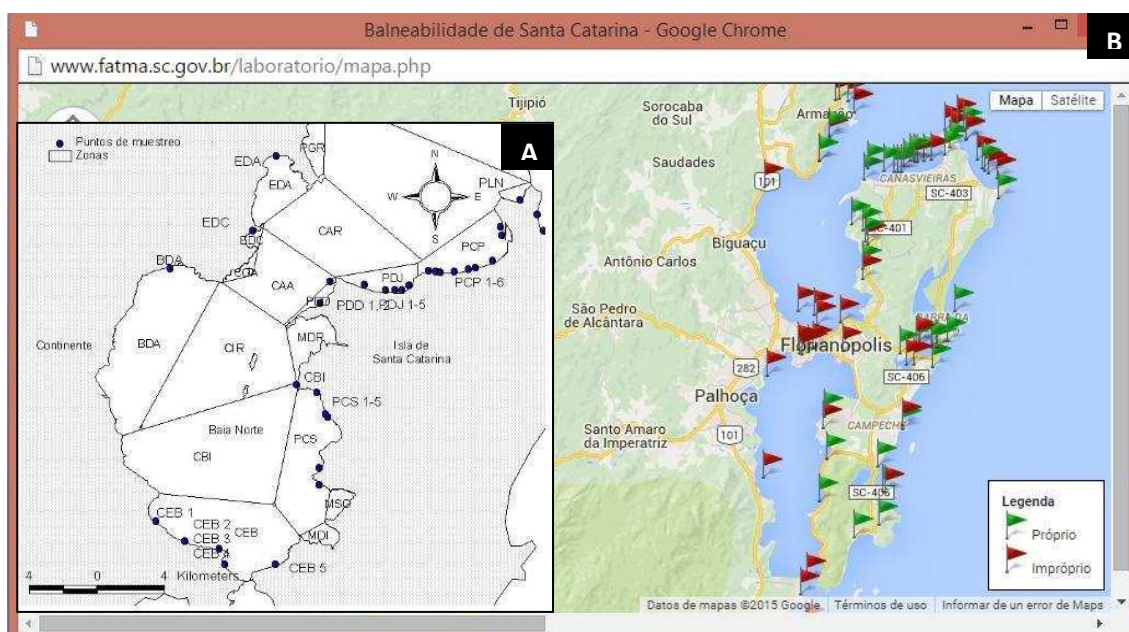 Balneabilidade de Santa Catarina - Google Chrome
B
www.fatma.sc.gov.br/laboratorio/mapa.php
A
Puntos de muestreo
Zonas
N
W
E
S
EDA
EDA
PGR
PLN
EDC
EDC
CAR
PCP
BDA
CAA
PDJ
PCP 1-6
PDD 1, 2
PDJ 1-5
BDA
CIR
MDR
Continente
Isla de
Santa Catarina
CBI
PCS 1-5
Baia Norte
PCS
CBI
MSG
MDI
CEB 1
CEB 2
CEB 3
CEB
CEB 4
CEB 5
4
0
4
Kilometers
Tijipió
Sorocaba
do Sul
Armação
Mapa
Satélite
Saudades
101
CANASVIEIRAS
SC-403
SC-401
Biguaçu
Antônio Carlos
São Pedro
de Alcântara
BARRA DA
Florianópolis
282
SC-406
Palhoça
Santo Amaro
da Imperatriz
101
CAMPECHE
SC-406
Legenda
Próprio
Impróprio
Datos de mapas ©2015 Google
Términos de uso
Informar de un error de Maps